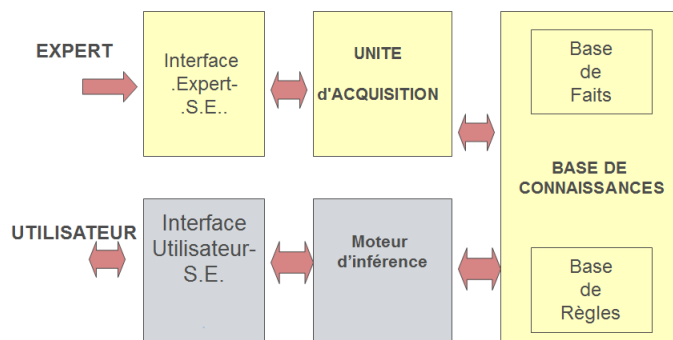 EXPERT
Interface
.Expert-
.S.E..
UNITE
d'ACQUISITION
Base
de
Faits
BASE DE
CONNAISSANCES
UTILISATEUR
Interface
Utilisateur-
S.E.
.
Moteur
d’inférence
Base
de
Règles